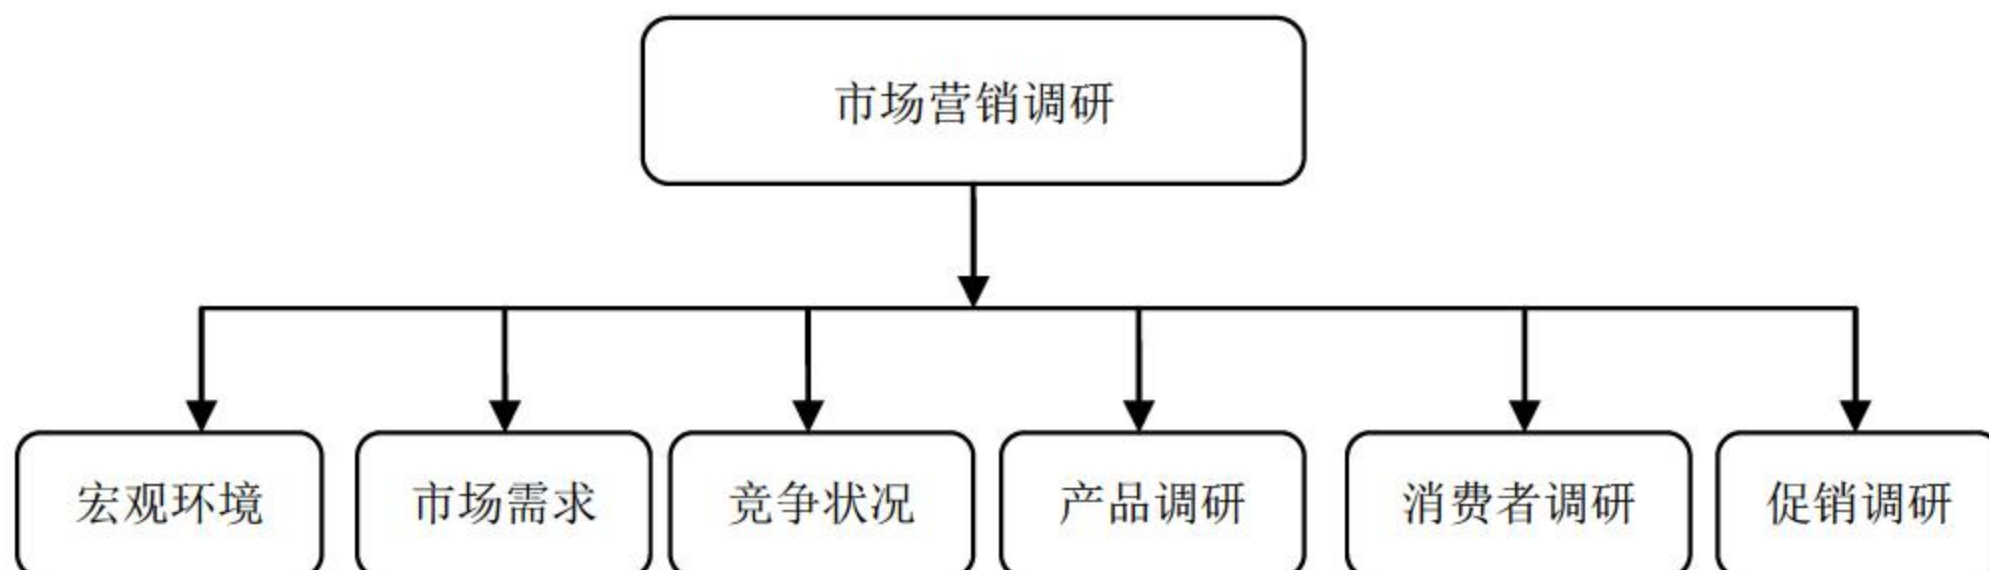 市场营销调研
宏观环境
市场需求
竞争状况
产品调研
消费者调研
促销调研